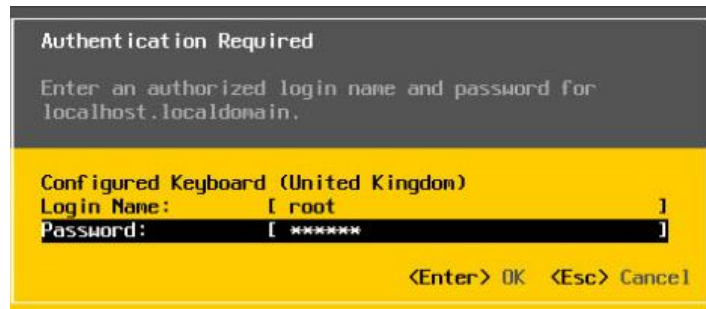 Authentication Required
Enter an authorized login name and password for
localhost.localdomain.
Configured Keyboard (United Kingdom)
Login Name: [ root ]
Password: [ ****** ]
<Enter> OK <Esc> Cancel